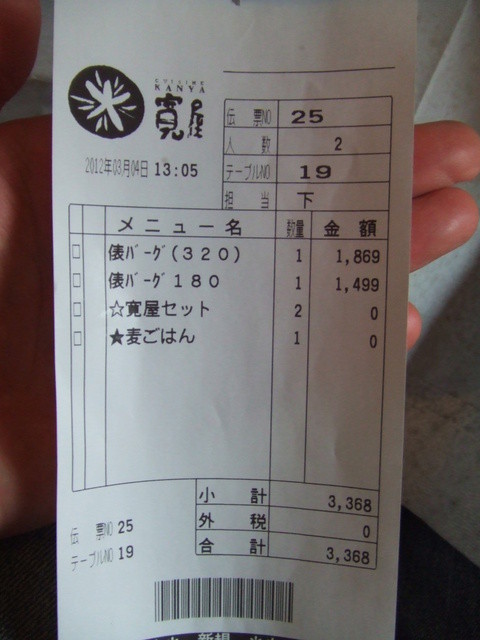 CUISINE
KANYA
寛屋
伝票NO 25
人数 2
2012年03月04日 13:05
テーブルNO 19
担当 下
メニュー名 数量 金額
俵ﾊﾞｰｸﾞ(320) 1 1,869
俵ﾊﾞｰｸﾞ180 1 1,499
☆寛屋セット 2 0
★麦ごはん 1 0
小計 3,368
外税 0
合計 3,368
伝票NO 25
テーブルNO 19